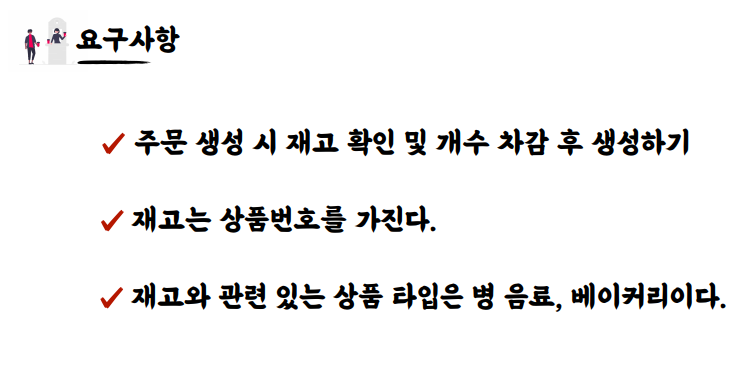 요구사항
주문 생성 시 재고 확인 및 개수 차감 후 생성하기
재고는 상품번호를 가진다.
재고와 관련 있는 상품 타입은 병 음료, 베이커리이다.